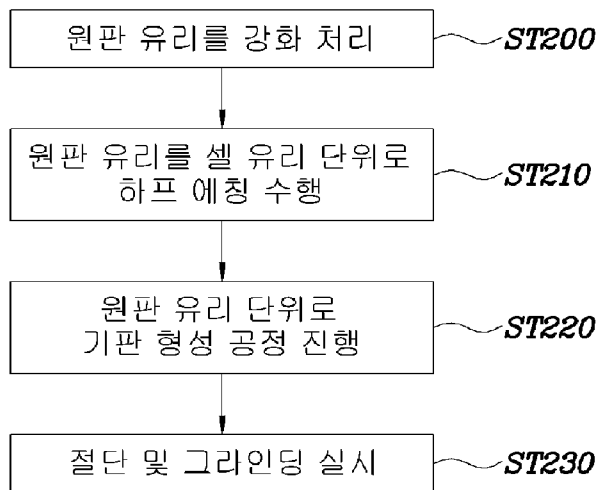 원판 유리를 강화 처리 ST200
원판 유리를 셀 유리 단위로
하프 에칭 수행 ST210
원판 유리 단위로
기판 형성 공정 진행 ST220
절단 및 그라인딩 실시 ST230